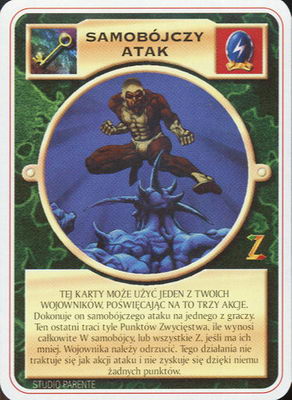 SAMOBÓJCZY
ATAK
Z
TEJ KARTY MOŻE UŻYĆ JEDEN Z TWOICH
WOJOWNIKÓW, POŚWIĘCAJĄC NA TO TRZY AKCJE.
Dokonuje on samobójczego ataku na jednego z graczy.
Ten ostatni traci tyle Punktów Zwycięstwa, ile wynosi
całkowite W samobójcy, lub wszystkie Z, jeśli ma ich
mniej. Wojownika należy odrzucić. Tego działania nie
traktuje się jak akcji ataku i nie zyskuje się dzięki niemu
żadnych punktów.
STUDIO PARENTE